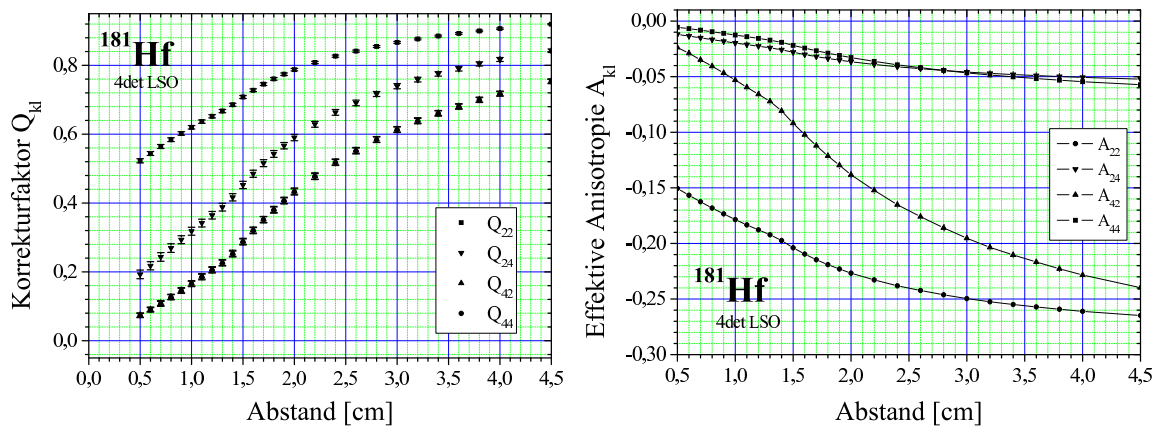 ¹⁸¹Hf
4det LSO
Korrekturfaktor Q_kl
0,8
0,6
0,4
0,2
0,0
Q₂₂
Q₂₄
Q₄₂
Q₄₄
0,0 0,5 1,0 1,5 2,0 2,5 3,0 3,5 4,0 4,5
Abstand [cm]
Effektive Anisotropie A_kl
0,00
-0,05
-0,10
-0,15
-0,20
-0,25
-0,30
A₂₂
A₂₄
A₄₂
A₄₄
¹⁸¹Hf
4det LSO
0,5 1,0 1,5 2,0 2,5 3,0 3,5 4,0 4,5
Abstand [cm]